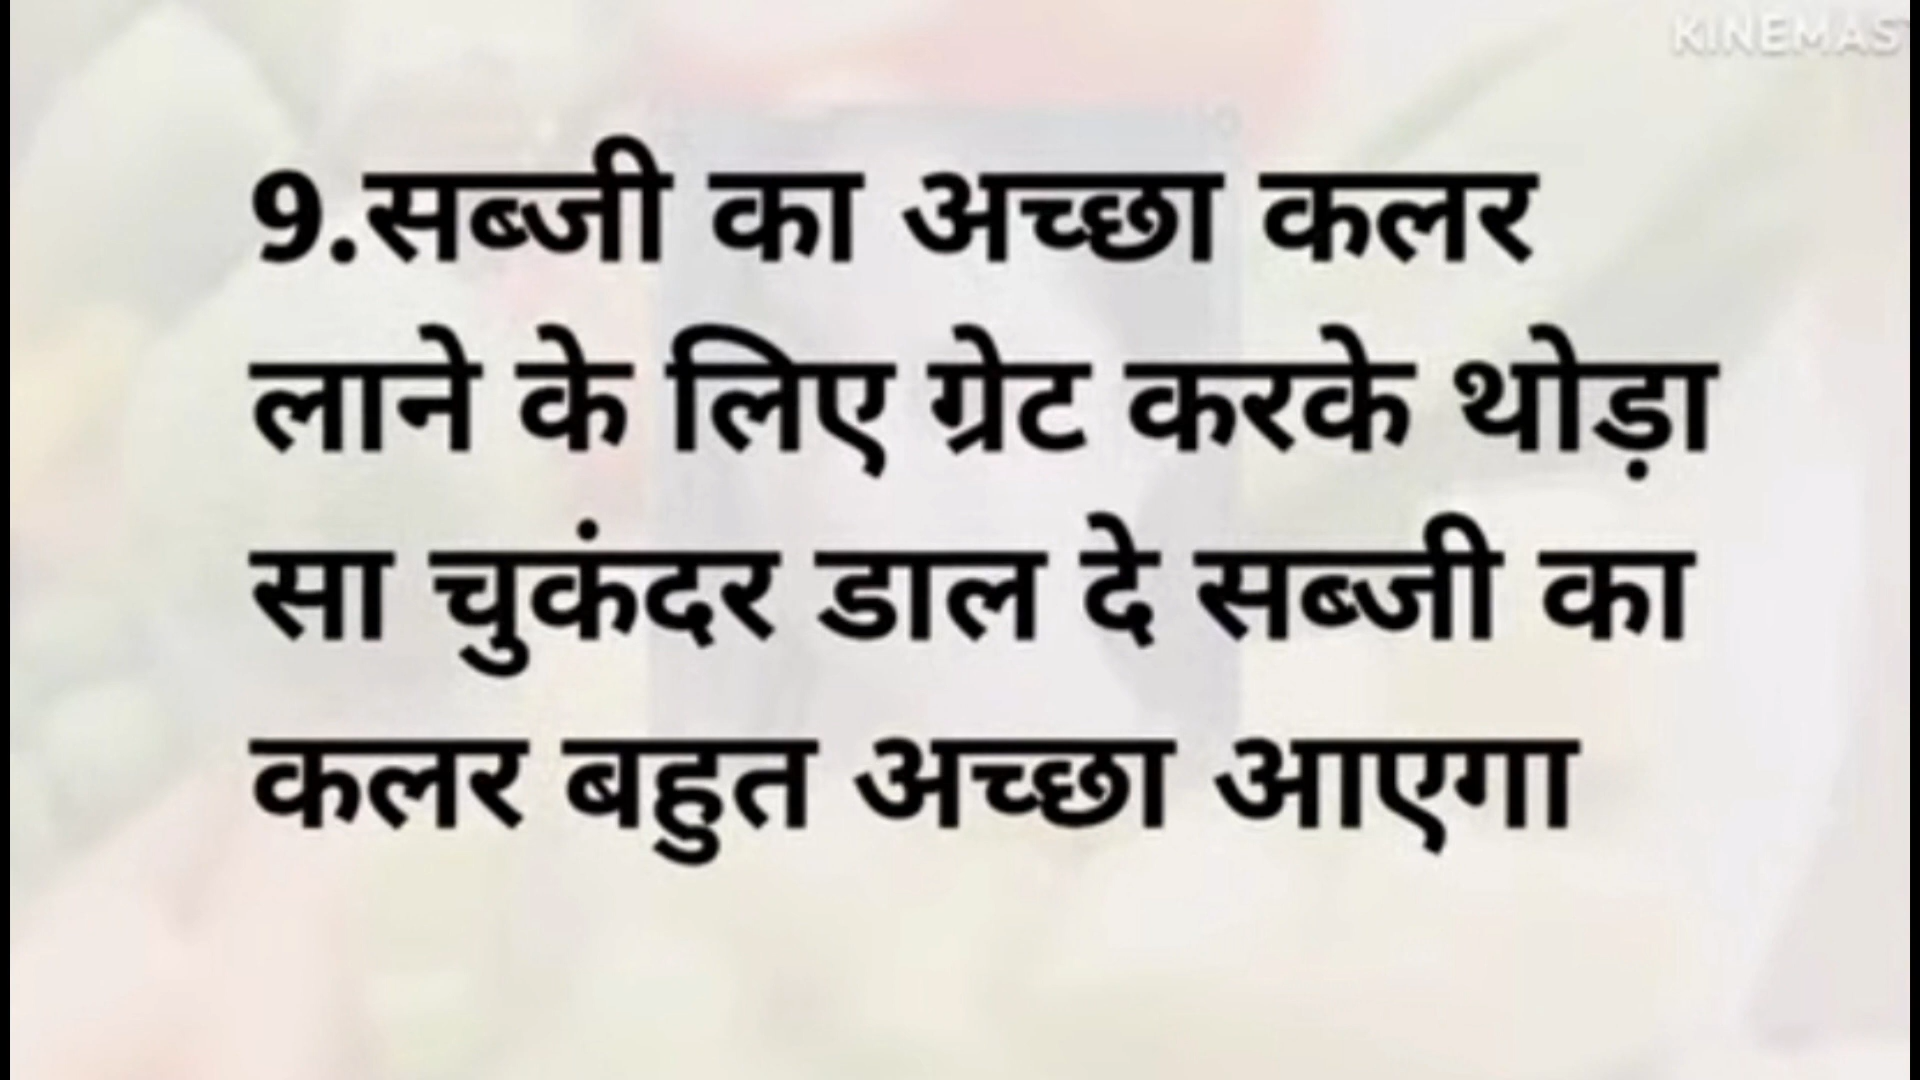 KINEMAS
9.सब्जी का अच्छा कलर
लाने के लिए ग्रेट करके थोड़ा
सा चुकंदर डाल दे सब्जी का
कलर बहुत अच्छा आएगा